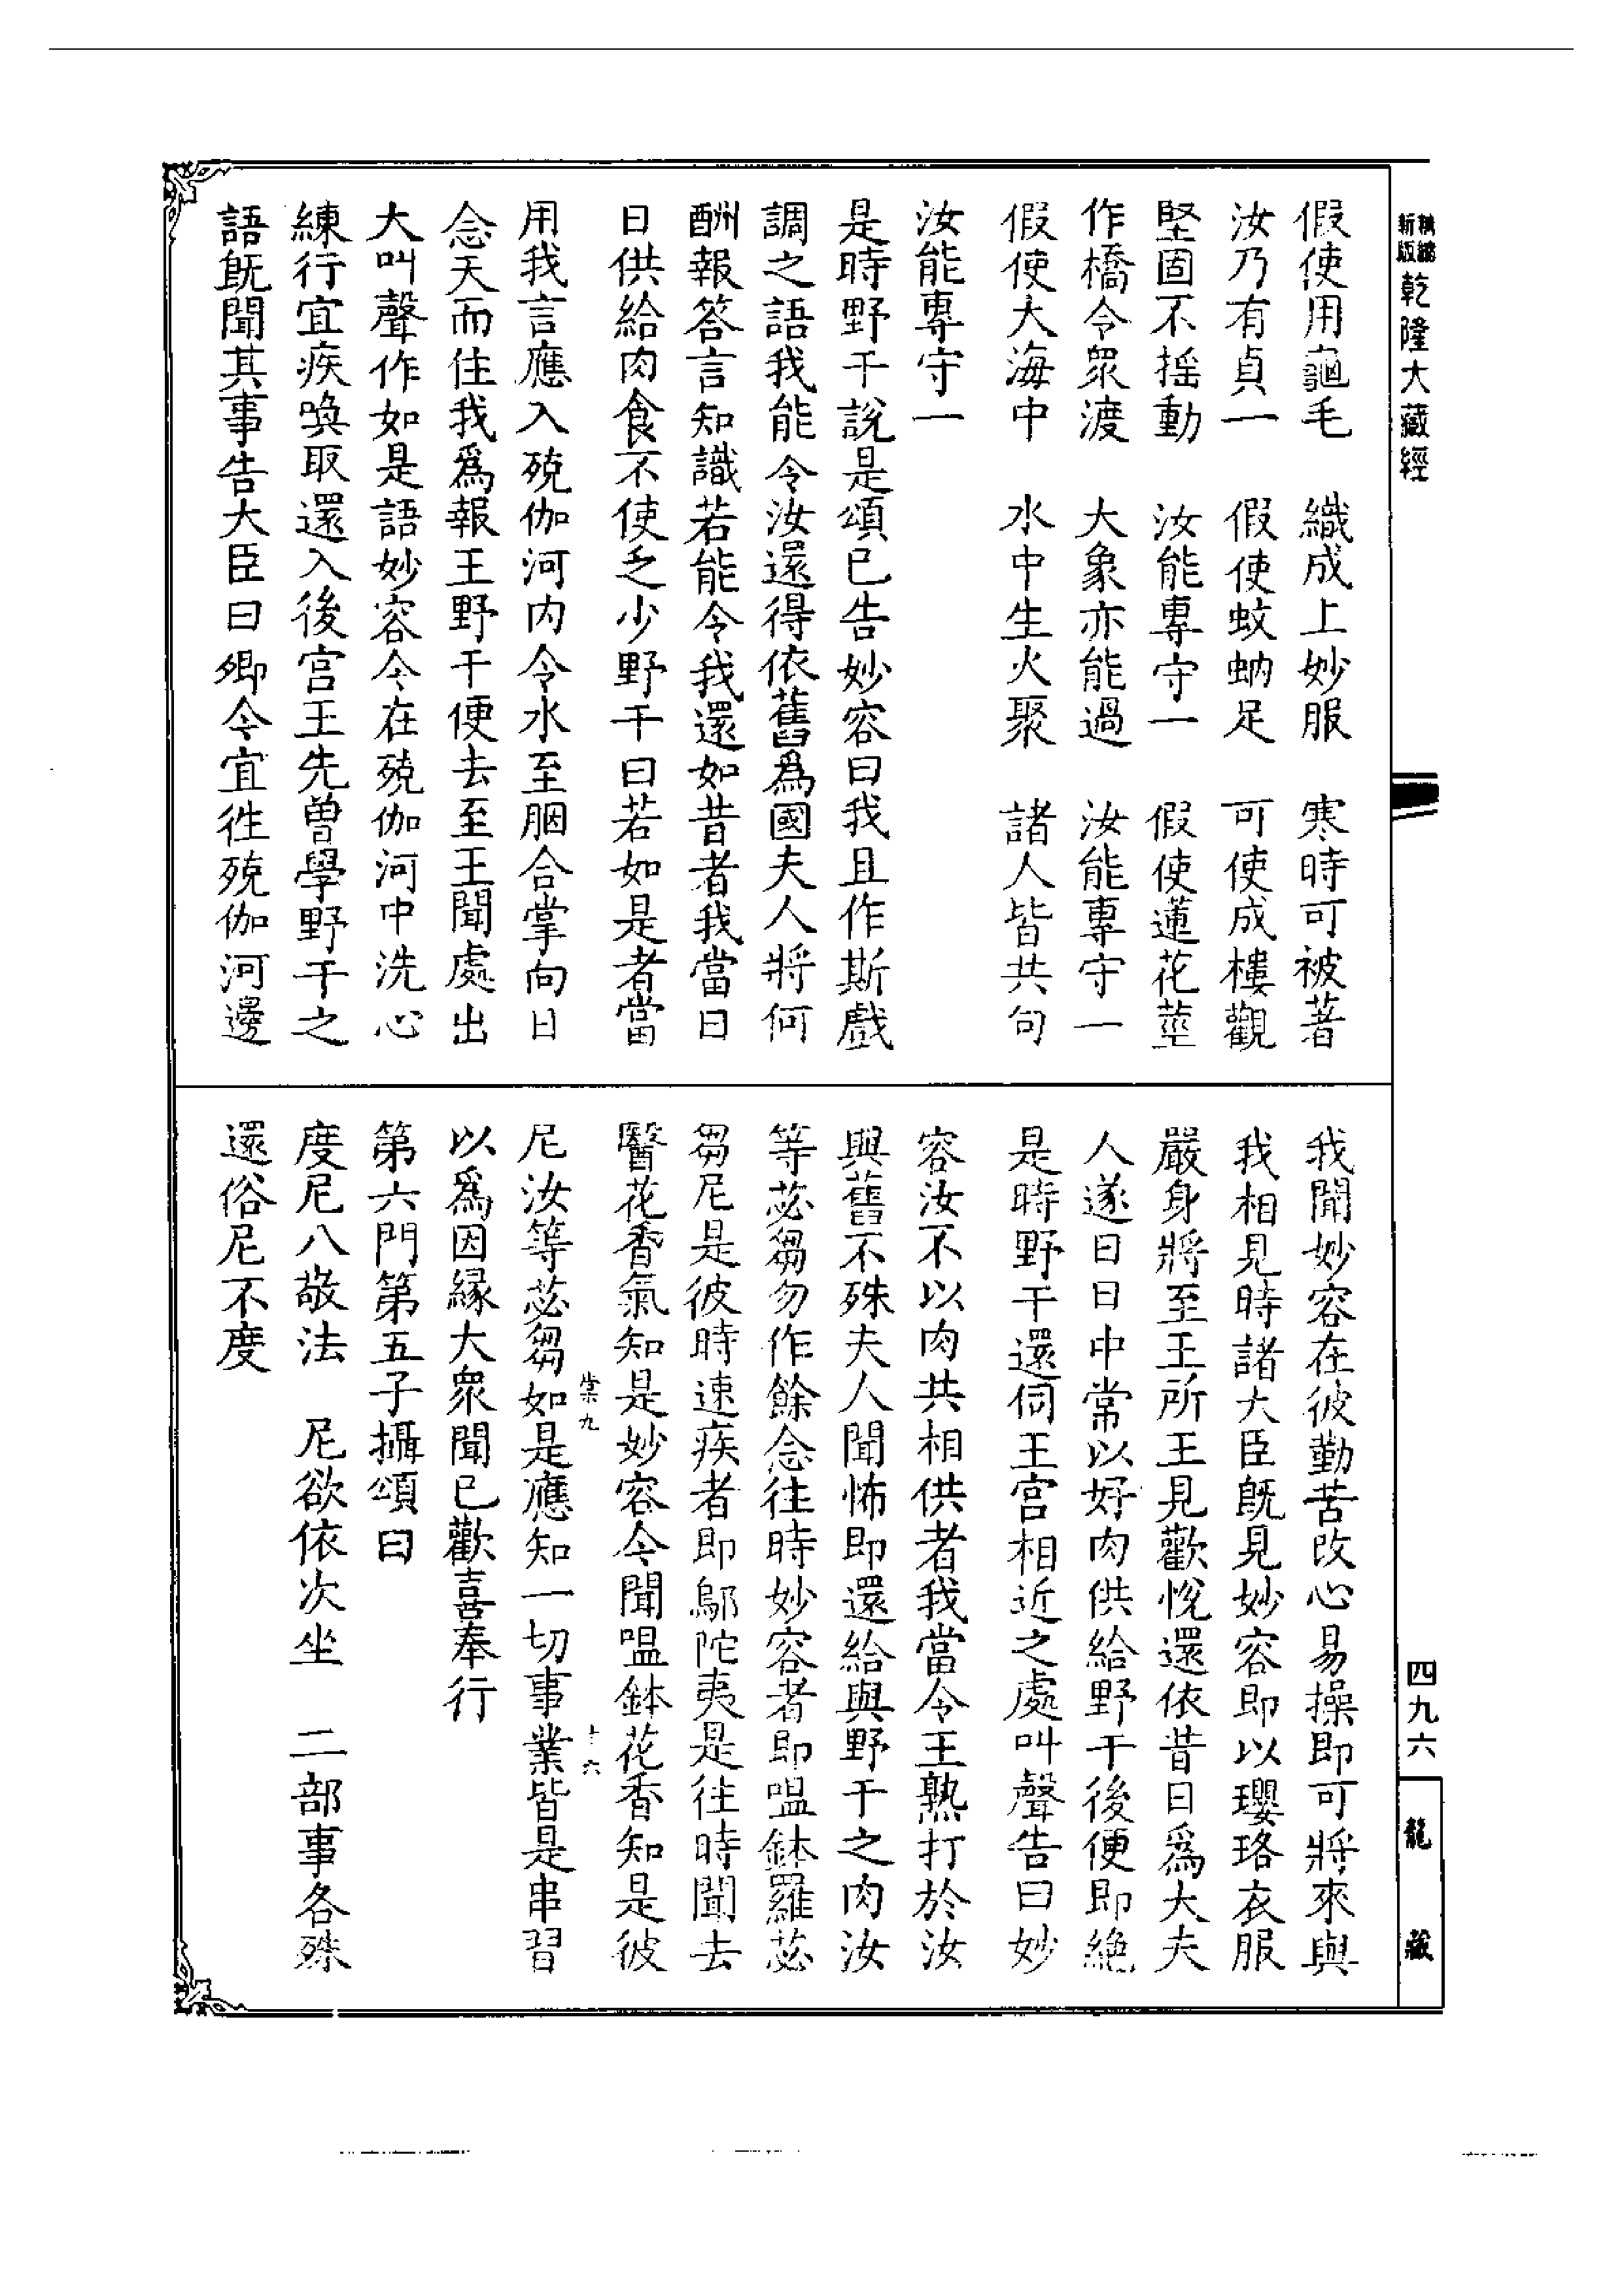 乾隆大藏經
假使用龜毛　織成上妙服　寒時可被著
汝乃有貞一　假使蚊蚋足　可使成樓觀
堅固不摇動　汝能專守一　假使蓮花莖
作橋令衆渡　大象亦能過　汝能專守一
假使大海中　水中生火聚　諸人皆共句
汝能專守一
是時野干說是頌已告妙容曰我且作斯戲
調之語我能令汝還得依舊爲國夫人將何
酬報答言知識若能令我還如昔者我當日
日供給肉食不使乏少野干曰若如是者當
用我言應入殑伽河内令水至胭合掌向日
念天而住我爲報王野干便去至王聞處出
大叫聲作如是語妙容今在殑伽河中洗心
練行宜疾喚取還入後宫王先曾學野干之
語旣聞其事告大臣曰卿今宜徃殑伽河邊
我聞妙容在彼勤苦改心易操即可將來與
我相見時諸大臣旣見妙容即以瓔珞衣服
嚴身將至王所王見歡悅還依昔日爲大夫
人遂日日中常以好肉供給野干後便即絶
是時野干還伺王宫相近之處叫聲告曰妙
容汝不以肉共相供者我當令王熟打於汝
與舊不殊夫人聞怖即還給與野干之肉汝
等苾芻勿作餘念往時妙容者即嗢鉢羅苾
芻尼是彼時速疾者即鄔陀夷是往時聞去
醫花香氣知是妙容今聞嗢鉢花香知是彼
尼汝等苾芻如是應知一切事業皆是串習
棠九
十六
以爲因緣大衆聞已歡喜奉行
第六門第五子攝頌曰
度尼八敬法　尼欲依次坐　二部事各殊
還俗尼不度
四九六
龍藏